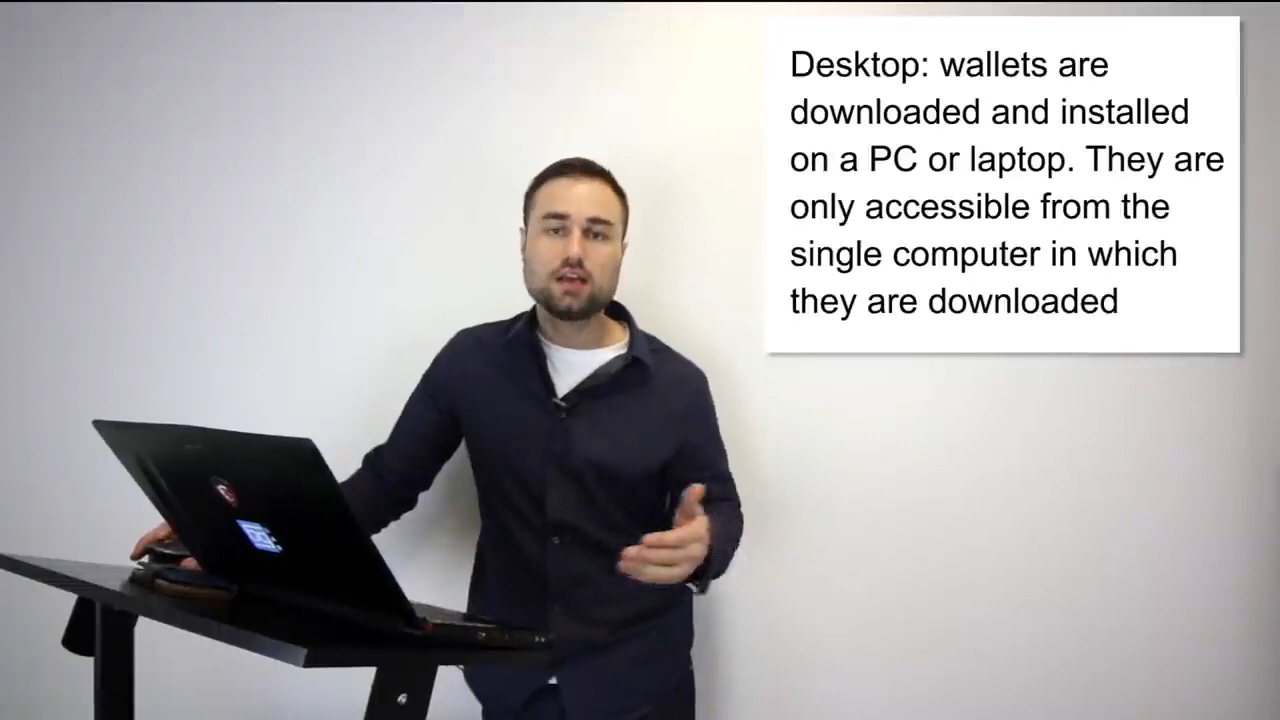 Desktop: wallets are
downloaded and installed
on a PC or laptop. They are
only accessible from the
single computer in which
they are downloaded